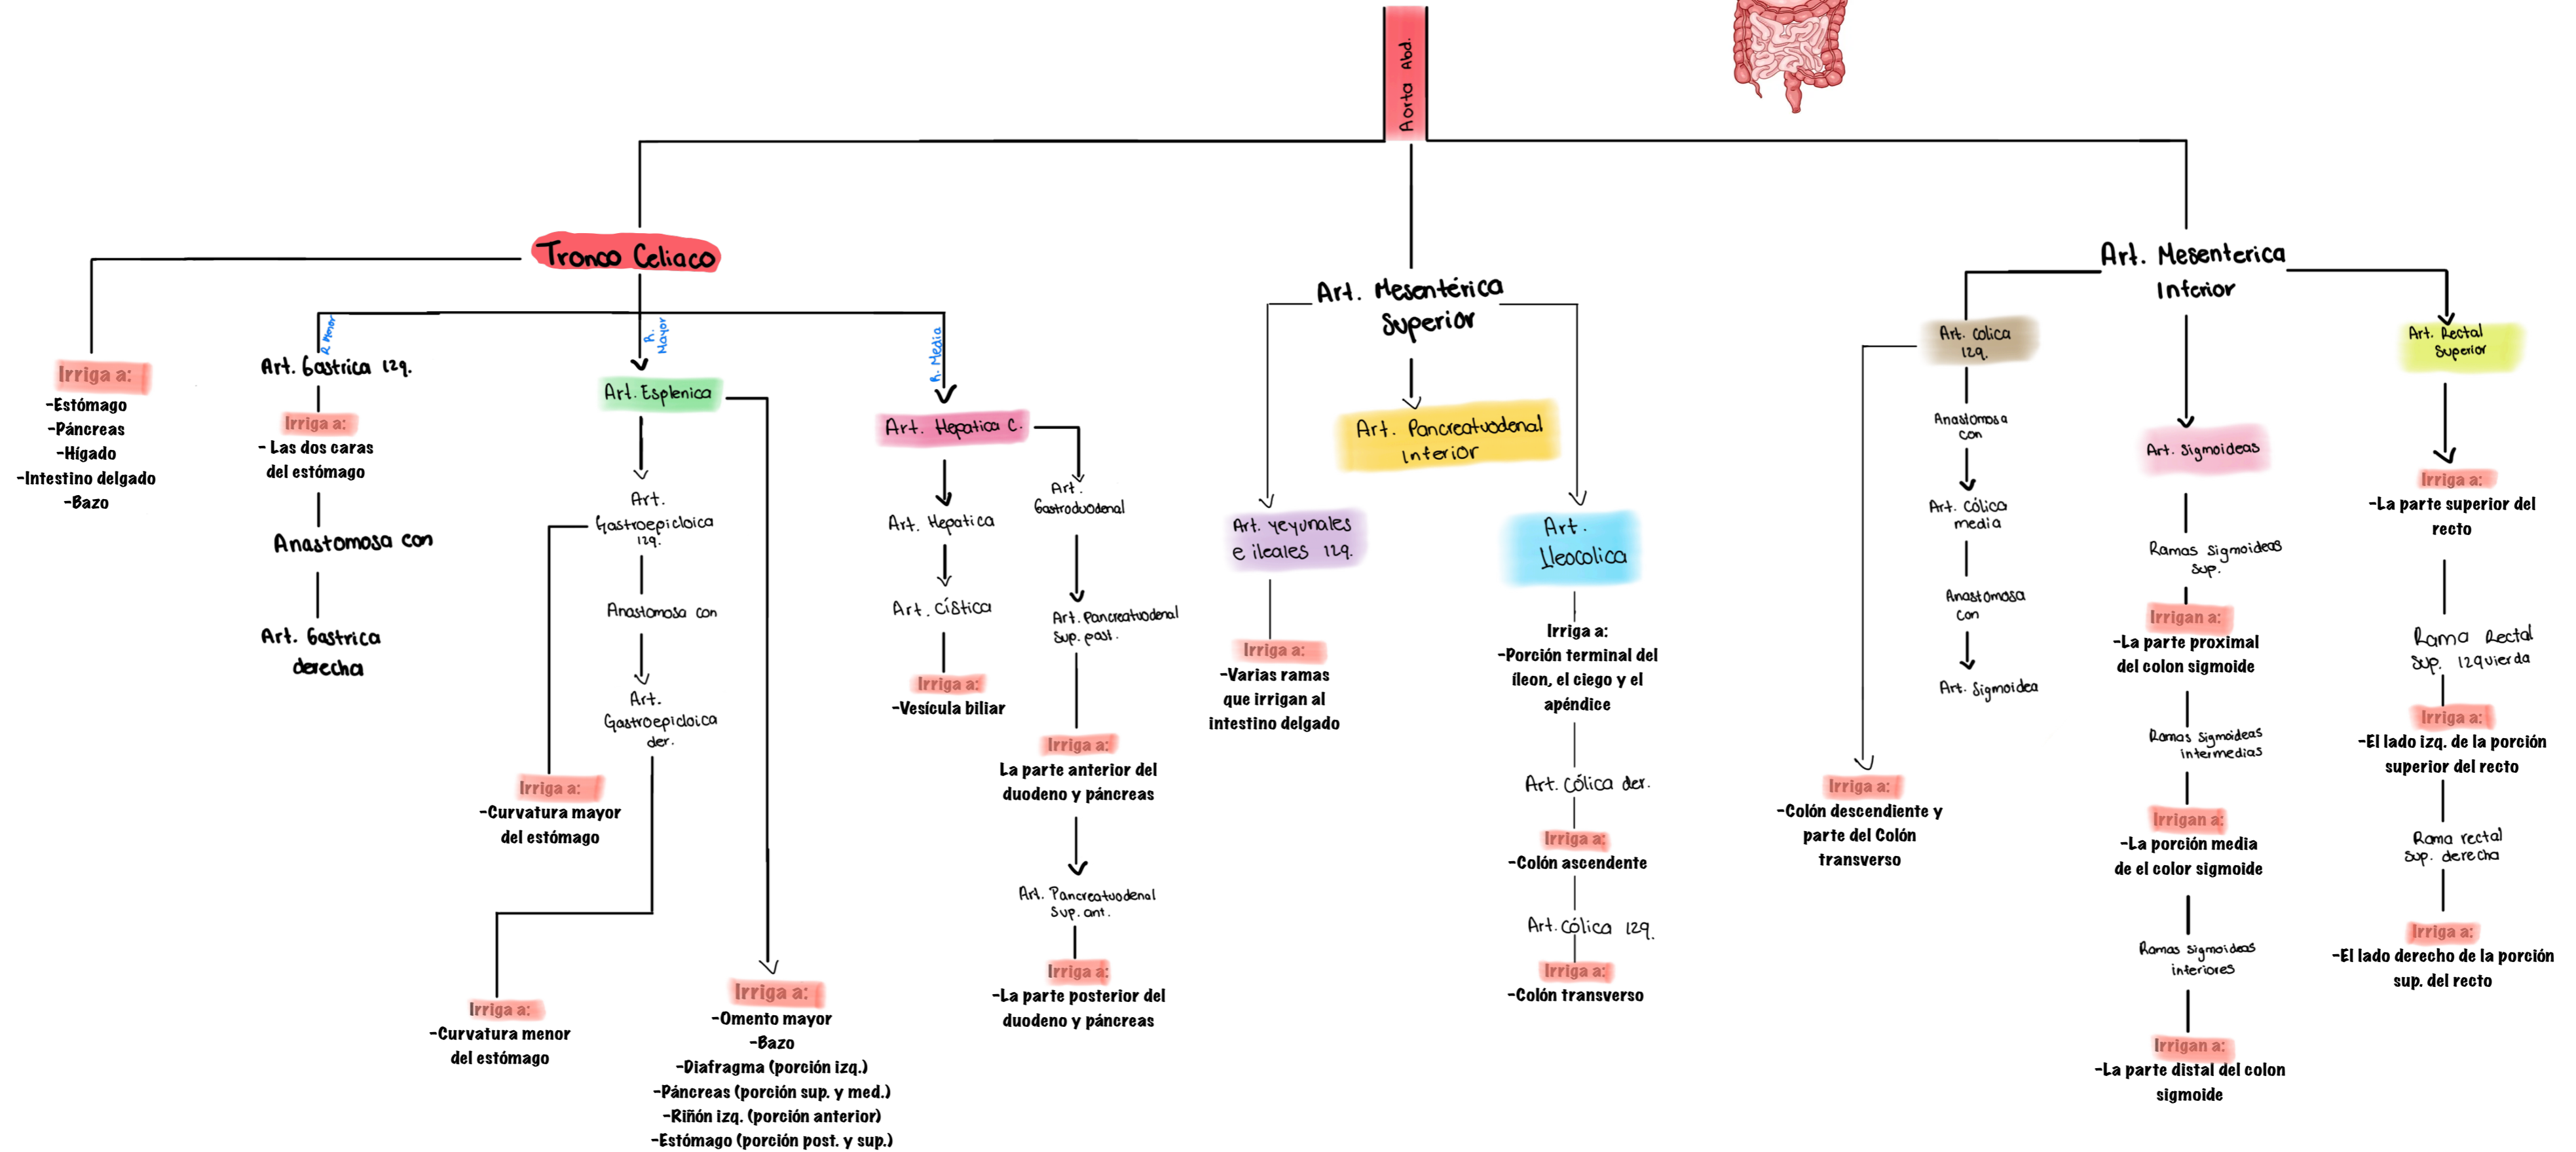 Aorta Abd.
Tronco Celiaco
Irriga a:
-Estómago
-Páncreas
-Hígado
-Intestino delgado
-Bazo
R Menor
Art. Gastrica izq.
Irriga a:
- Las dos caras
del estómago
Anastomosa con
Art. Gastrica
derecha
R.
Mayor
Art. Esplenica
Art.
Gastroepicloica
izq.
Anastomosa con
Art.
Gastroepicloica
der.
Irriga a:
-Curvatura mayor
del estómago
Irriga a:
-Curvatura menor
del estómago
Irriga a:
-Omento mayor
-Bazo
-Diafragma (porción izq.)
-Páncreas (porción sup. y med.)
-Riñón izq. (porción anterior)
-Estómago (porción post. y sup.)
R. Media
Art. Hepatica C.
Art. Hepatica
Art. Cística
Irriga a:
-Vesícula biliar
Art.
Gastroduodenal
Art. Pancreatuodenal
Sup. post.
Irriga a:
La parte anterior del
duodeno y páncreas
Art. Pancreatuodenal
Sup. ant.
Irriga a:
-La parte posterior del
duodeno y páncreas
Art. Mesentérica
Superior
Art. yeyunales
e ileales izq.
Irriga a:
-Varias ramas
que irrigan al
intestino delgado
Art. Pancreatuodenal
Inferior
Art.
Ileocolica
Irriga a:
-Porción terminal del
íleon, el ciego y el
apéndice
Art. Cólica der.
Irriga a:
-Colón ascendente
Art. Cólica izq.
Irriga a:
-Colón transverso
Art. Mesenterica
Inferior
Art. Colica
izq.
Anastomosa
con
Art. Cólica
media
Anastomosa
con
Art. Sigmoidea
Irriga a:
-Colón descendiente y
parte del Colón
transverso
Art. Sigmoideas
Ramas Sigmoideas
Sup.
Irrigan a:
-La parte proximal
del colon sigmoide
Ramas Sigmoideas
intermedias
Irrigan a:
-La porción media
de el color sigmoide
Ramas sigmoideas
inferiores
Irrigan a:
-La parte distal del colon
sigmoide
Art. Rectal
Superior
Irriga a:
-La parte superior del
recto
Rama Rectal
Sup. Izquierda
Irriga a:
-El lado izq. de la porción
superior del recto
Rama rectal
Sup. derecha
Irriga a:
-El lado derecho de la porción
sup. del recto